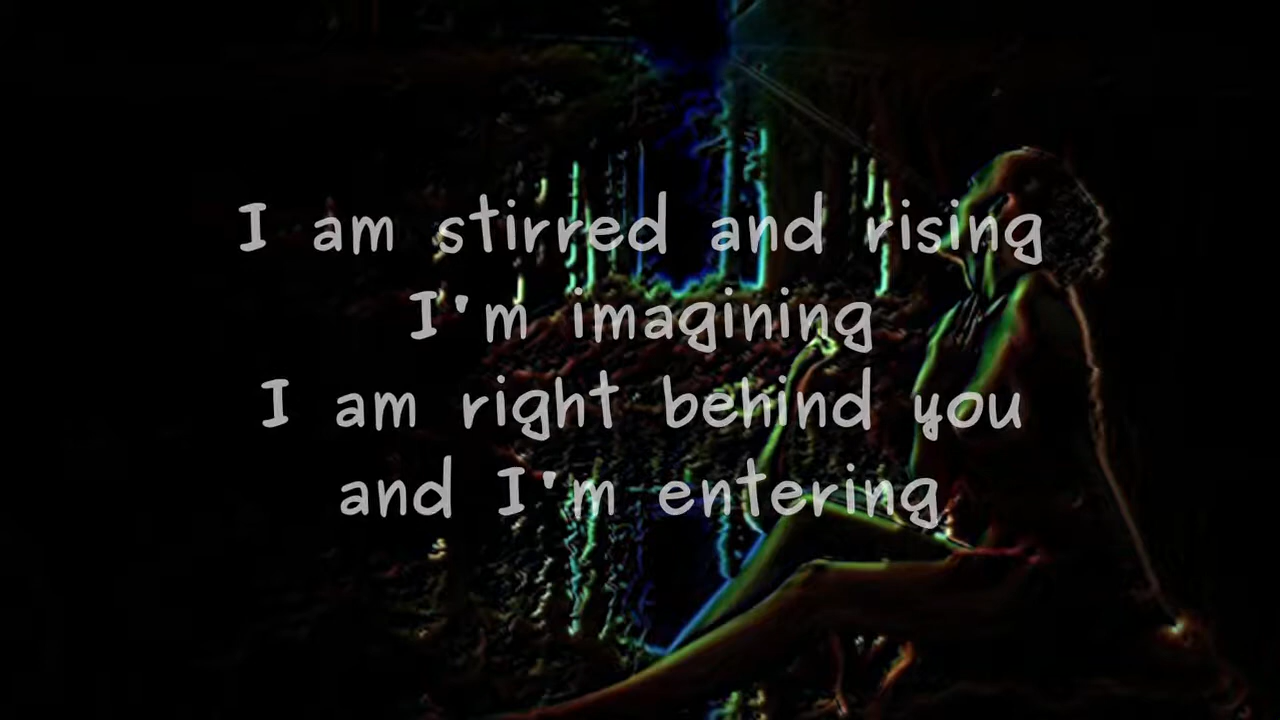 I am stirred and rising
I'm imagining
I am right behind you
and I'm entering